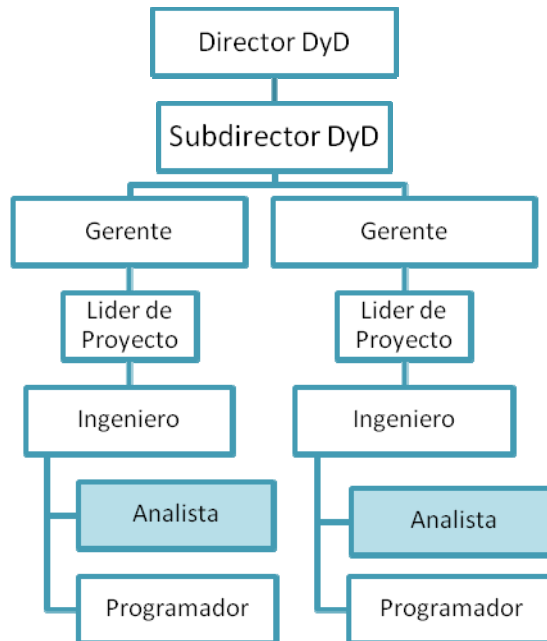 Director DyD
Subdirector DyD
Gerente
Gerente
Lider de
Proyecto
Lider de
Proyecto
Ingeniero
Ingeniero
Analista
Analista
Programador
Programador